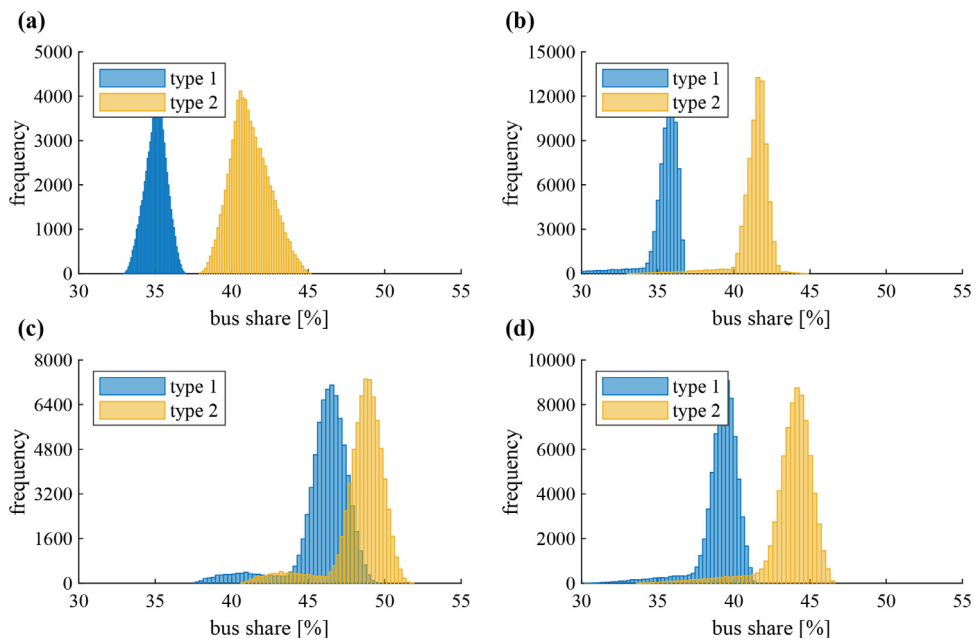 (a)
5000
4000
3000
2000
1000
0
frequency
type 1
type 2
30 35 40 45 50 55
bus share [%]
(b)
15000
12000
9000
6000
3000
0
frequency
type 1
type 2
30 35 40 45 50 55
bus share [%]
(c)
8000
6400
4800
3200
1600
0
frequency
type 1
type 2
30 35 40 45 50 55
bus share [%]
(d)
10000
8000
6000
4000
2000
0
frequency
type 1
type 2
30 35 40 45 50 55
bus share [%]